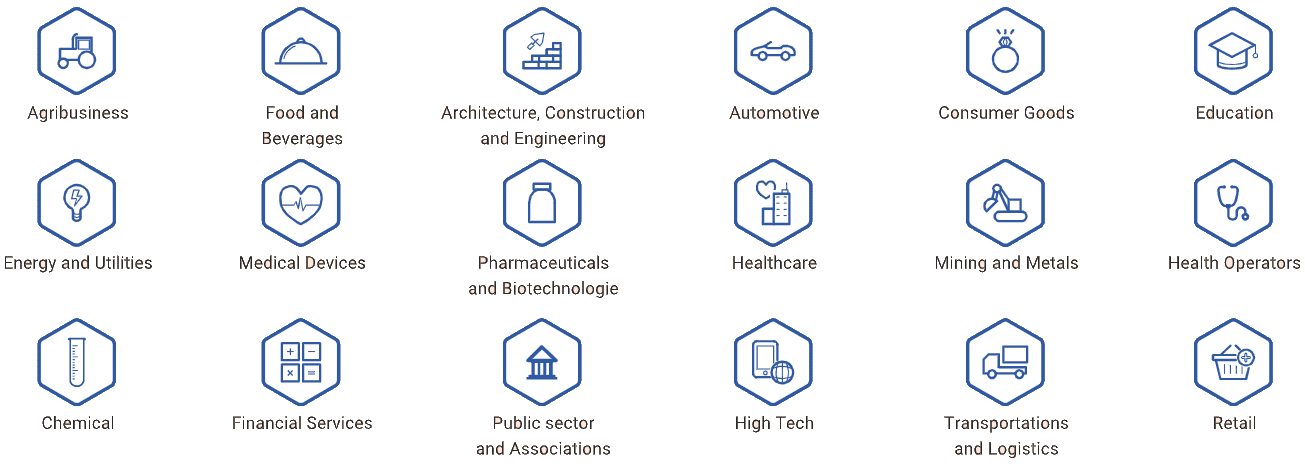 Agribusiness
Food and
Beverages
Architecture, Construction
and Engineering
Automotive
Consumer Goods
Education
Energy and Utilities
Medical Devices
Pharmaceuticals
and Biotechnologie
Healthcare
Mining and Metals
Health Operators
Chemical
Financial Services
Public sector
and Associations
High Tech
Transportations
and Logistics
Retail